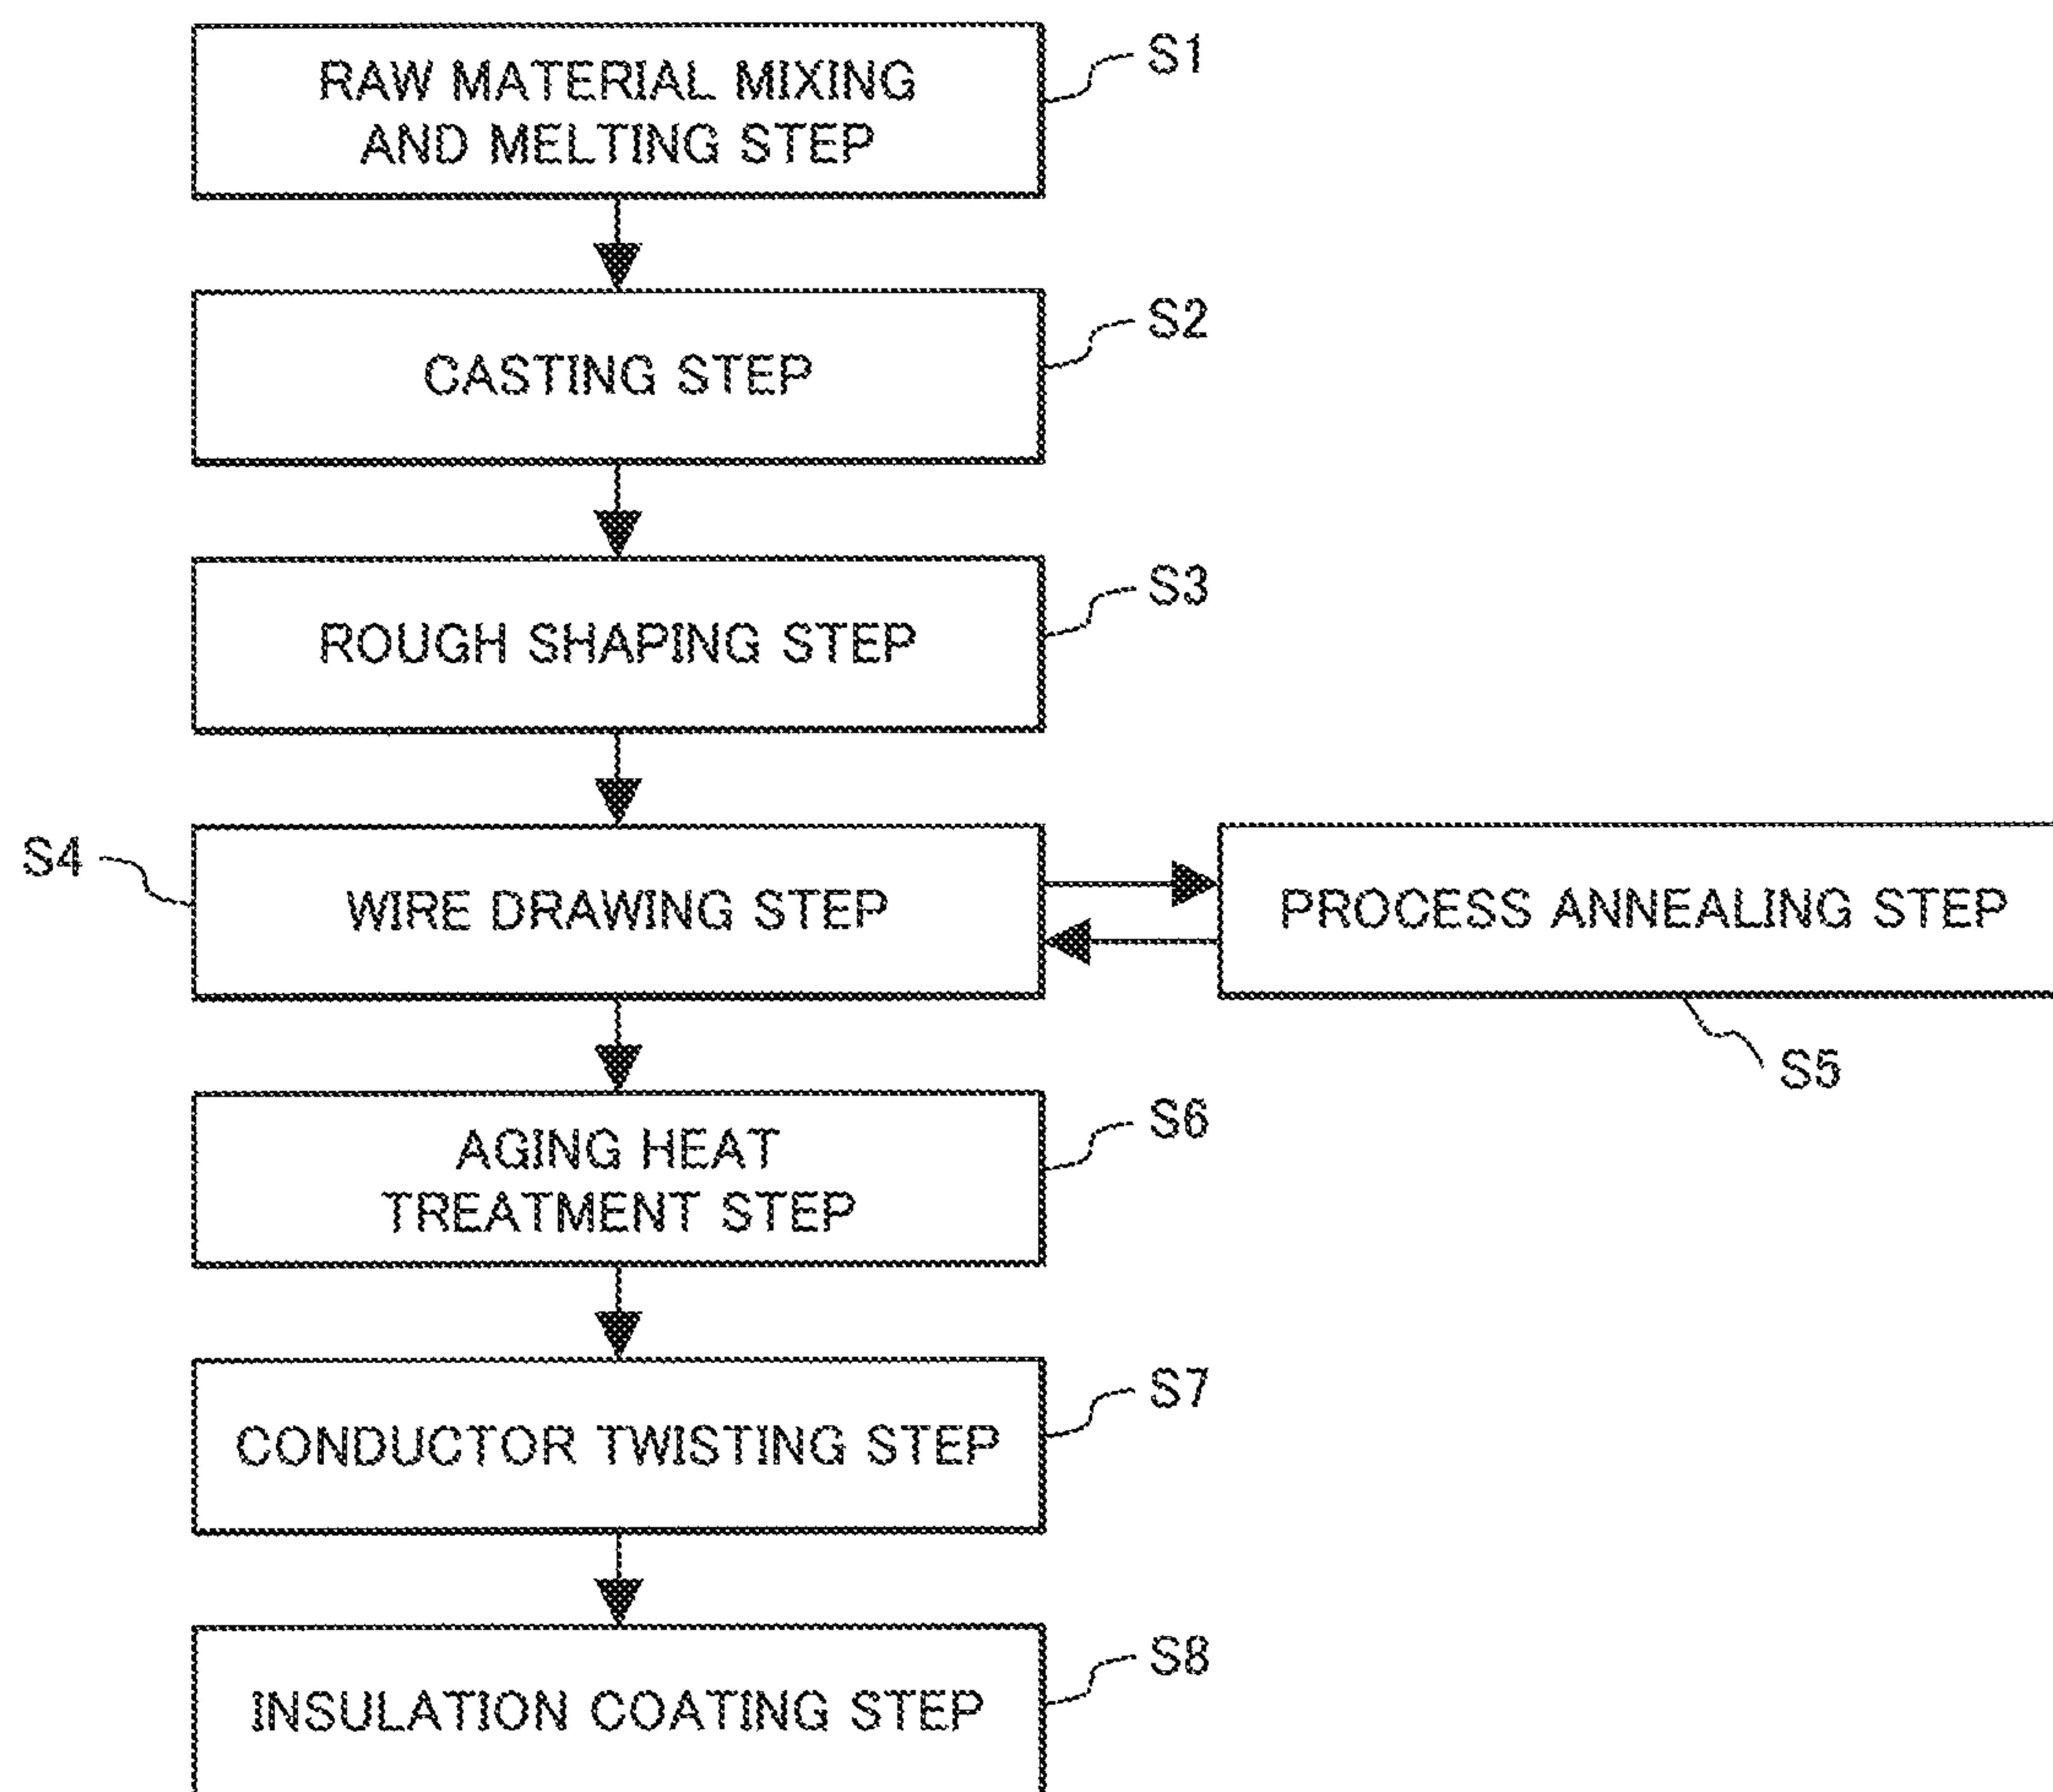 RAW MATERIAL MIXING
AND MELTING STEP
S1
CASTING STEP
S2
ROUGH SHAPING STEP
S3
S4
WIRE DRAWING STEP
PROCESS ANNEALING STEP
S5
AGING HEAT
TREATMENT STEP
S6
CONDUCTOR TWISTING STEP
S7
INSULATION COATING STEP
S8